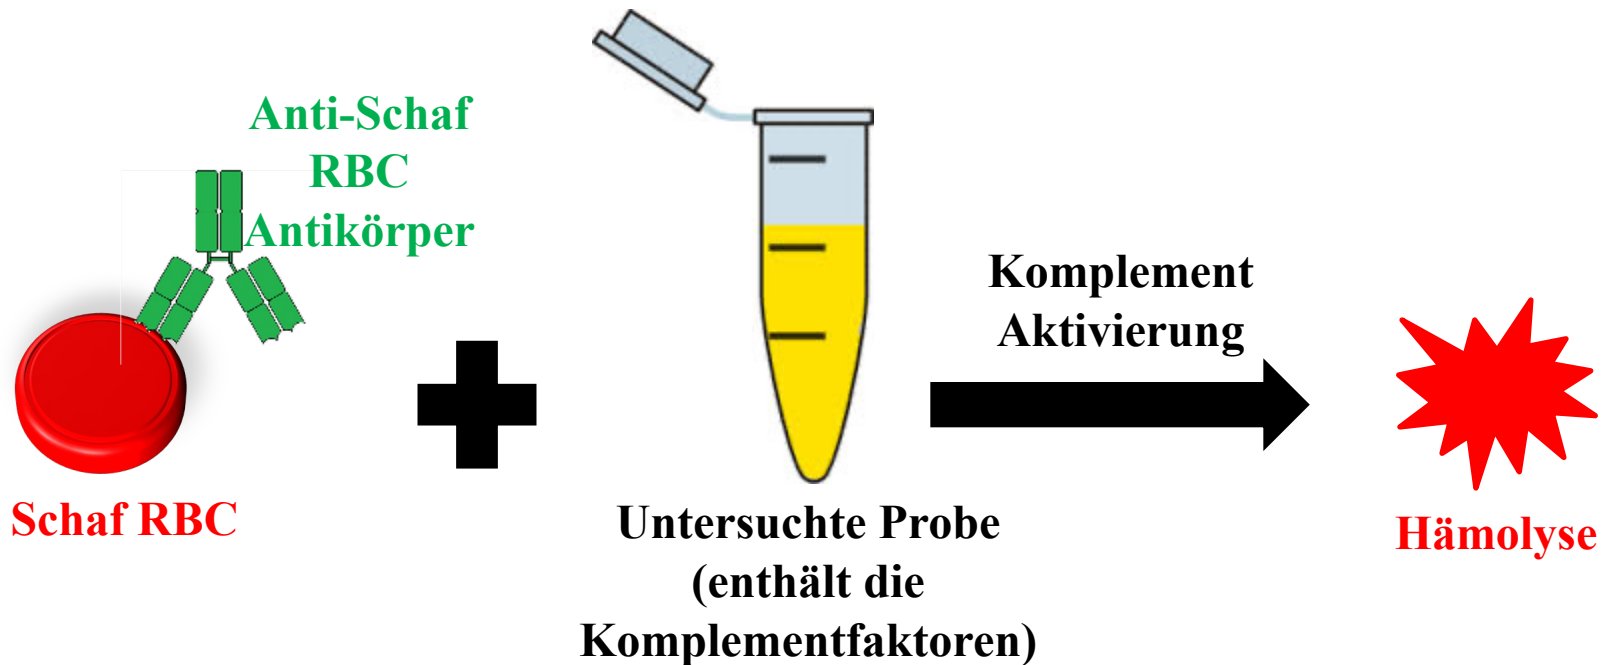 Anti-Schaf
RBC
Antikörper
Schaf RBC
Untersuchte Probe
(enthält die
Komplementfaktoren)
Komplement
Aktivierung
Hämolyse